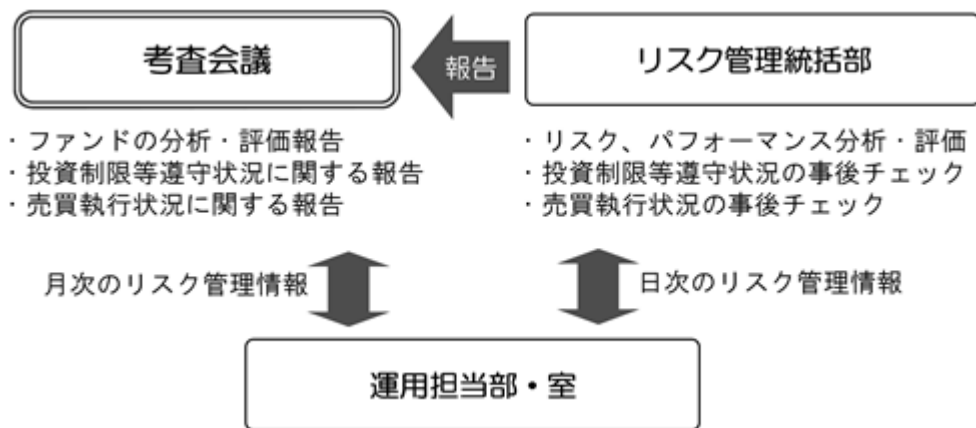 考査会議
報告
リスク管理統括部
・ファンドの分析・評価報告
・投資制限等遵守状況に関する報告
・売買執行状況に関する報告
・リスク、パフォーマンス分析・評価
・投資制限等遵守状況の事後チェック
・売買執行状況の事後チェック
月次のリスク管理情報
日次のリスク管理情報
運用担当部・室